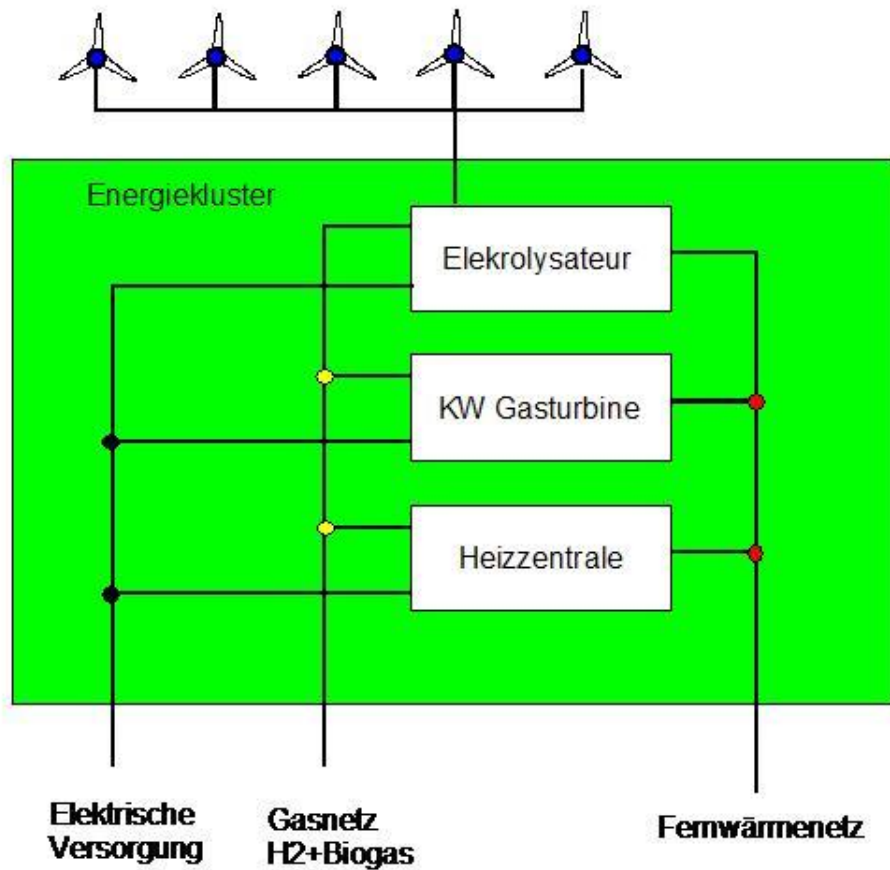 Energiekluster
Elekrolysateur
KW Gasturbine
Heizzentrale
Elektrische
Versorgung
Gasnetz
H2+Biogas
Fernwärmenetz